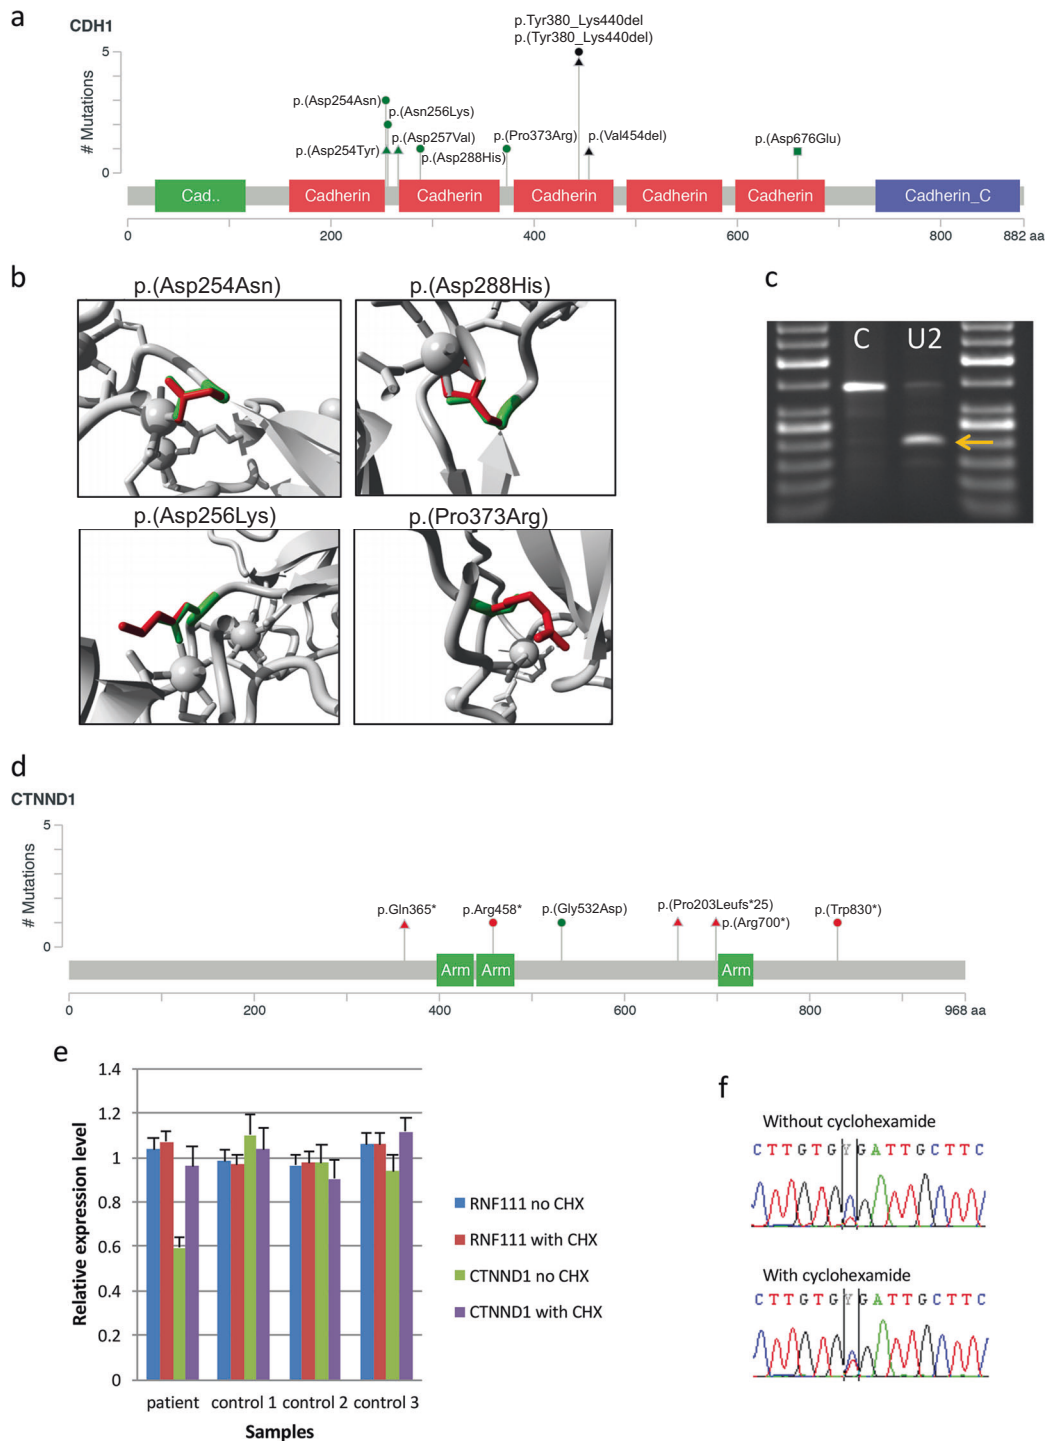 a
CDH1
p.Tyr380_Lys440del
p.(Tyr380_Lys440del)
5
# Mutations
0
p.(Asp254Asn)
p.(Asn256Lys)
p.(Asp254Tyr)
p.(Asp257Val)
p.(Asp288His)
p.(Pro373Arg)
p.(Val454del)
p.(Asp676Glu)
Cad..
Cadherin
Cadherin
Cadherin
Cadherin
Cadherin
Cadherin_C
0
200
400
600
800
882 aa
b
p.(Asp254Asn)
p.(Asp288His)
p.(Asp256Lys)
p.(Pro373Arg)
c
C
U2
d
CTNND1
5
# Mutations
0
p.Gln365*
p.Arg458*
p.(Gly532Asp)
p.(Pro203Leufs*25)
p.(Arg700*)
p.(Trp830*)
Arm
Arm
Arm
0
200
400
600
800
968 aa
e
1.4
1.2
1
0.8
0.6
0.4
0.2
0
Relative expression level
patient
control 1
control 2
control 3
Samples
RNF111 no CHX
RNF111 with CHX
CTNND1 no CHX
CTNND1 with CHX
f
Without cyclohexamide
C T T G T G Y G A T T G C T T C
With cyclohexamide
C T T G T G Y G A T T G C T T C